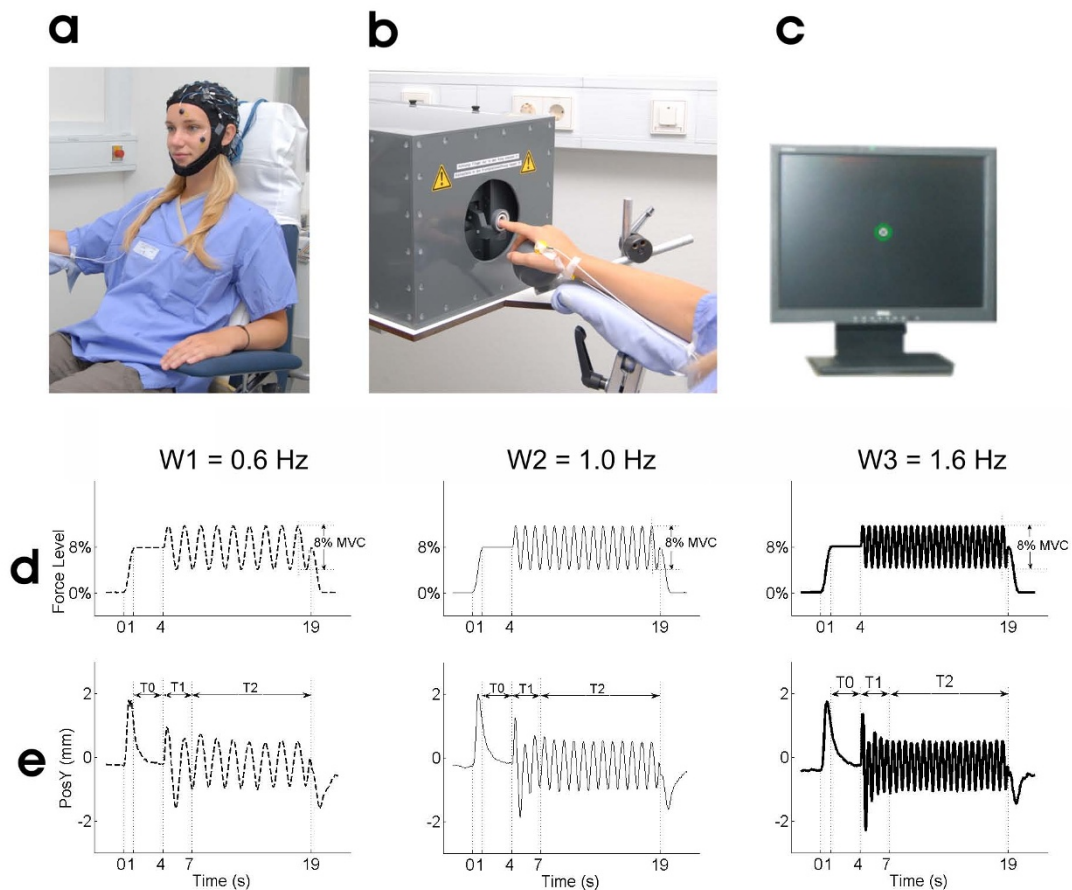 a
b
c
W1 = 0.6 Hz
W2 = 1.0 Hz
W3 = 1.6 Hz
d
Force Level
8%
0%
8% MVC
0 1 4 19
8%
0%
8% MVC
0 1 4 19
8%
0%
8% MVC
0 1 4 19
e
PosY (mm)
2
0
-2
T0 T1 T2
0 1 4 7 19
Time (s)
2
0
-2
T0 T1 T2
0 1 4 7 19
Time (s)
2
0
-2
T0 T1 T2
0 1 4 7 19
Time (s)